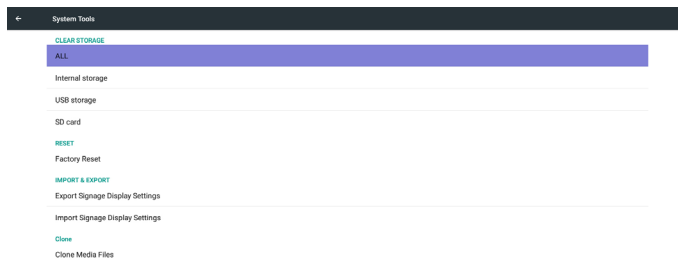 System Tools
CLEAR STORAGE
ALL
Internal storage
USB storage
SD card
RESET
Factory Reset
IMPORT & EXPORT
Export Signage Display Settings
Import Signage Display Settings
Clone
Clone Media Files